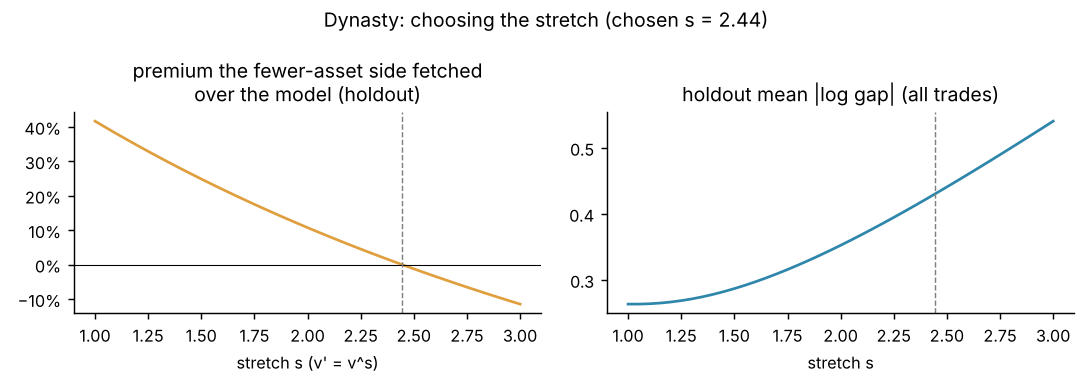 Dynasty: choosing the stretch (chosen s = 2.44)
premium the fewer-asset side fetched
over the model (holdout)
40%
30%
20%
10%
0%
−10%
1.00 1.25 1.50 1.75 2.00 2.25 2.50 2.75 3.00
stretch s (v' = v^s)
holdout mean |log gap| (all trades)
0.5
0.4
0.3
1.00 1.25 1.50 1.75 2.00 2.25 2.50 2.75 3.00
stretch s